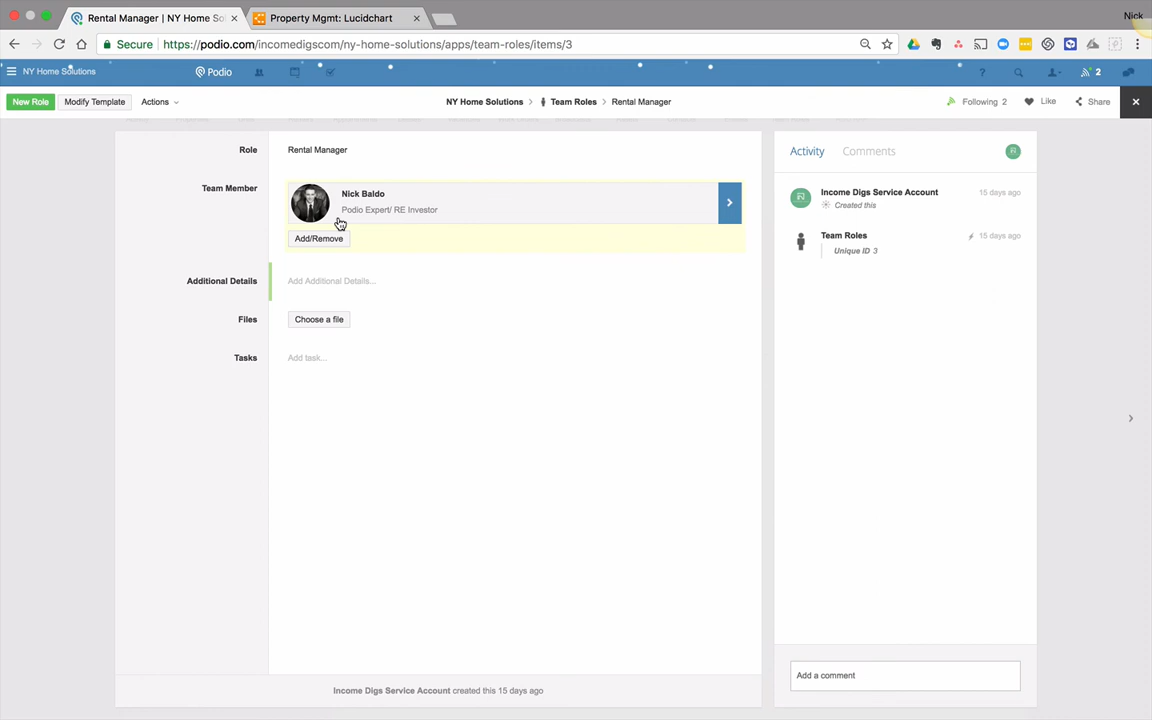 Rental Manager | NY Home So
Property Mgmt: Lucidchart
Nick
Secure
https://podio.com/incomedigscom/ny-home-solutions/apps/team-roles/items/3
NY Home Solutions
Podio
? 2
New Role
Modify Template
Actions
NY Home Solutions > Team Roles > Rental Manager
Following 2
Like
Share
Role
Rental Manager
Team Member
Nick Baldo
Podio Expert/ RE Investor
Add/Remove
Additional Details
Add Additional Details...
Files
Choose a file
Tasks
Add task...
Income Digs Service Account created this 15 days ago
Activity
Comments
Income Digs Service Account
15 days ago
Created this
Team Roles
15 days ago
Unique ID 3
Add a comment